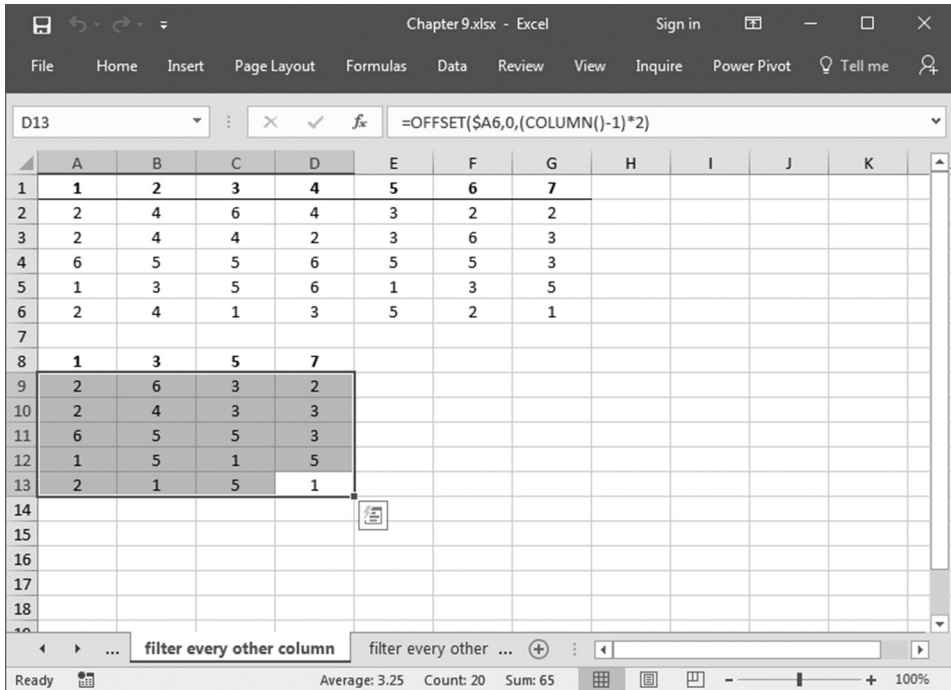 Chapter 9.xlsx - Excel Sign in
File Home Insert Page Layout Formulas Data Review View Inquire Power Pivot Tell me
D13 fx =OFFSET($A6,0,(COLUMN()-1)*2)
A B C D E F G H I J K
1 1 2 3 4 5 6 7
2 2 4 6 4 3 2 2
3 2 4 4 2 3 6 3
4 6 5 5 6 5 5 3
5 1 3 5 6 1 3 5
6 2 4 1 3 5 2 1
7
8 1 3 5 7
9 2 6 3 2
10 2 4 3 3
11 6 5 5 3
12 1 5 1 5
13 2 1 5 1
14
15
16
17
18
... filter every other column filter every other ...
Ready Average: 3.25 Count: 20 Sum: 65 100%